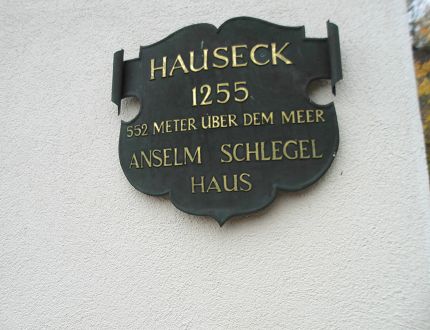 HAUSECK
1255
552 METER ÜBER DEM MEER
ANSELM SCHLEGEL
HAUS